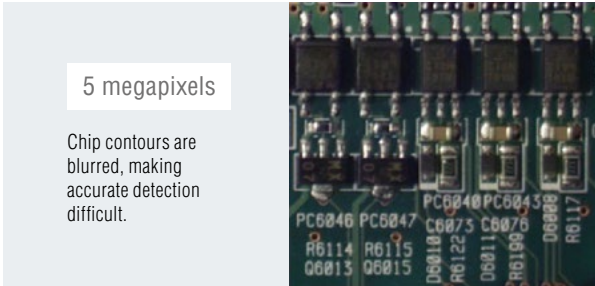 5 megapixels
Chip contours are
blurred, making
accurate detection
difficult.
PC6046 PC6047 PC6040 PC6043
C6073 C6076 D6008 R6117
R6114 R6115 D6010 R6122 D6011 R6199
Q6013 Q6015